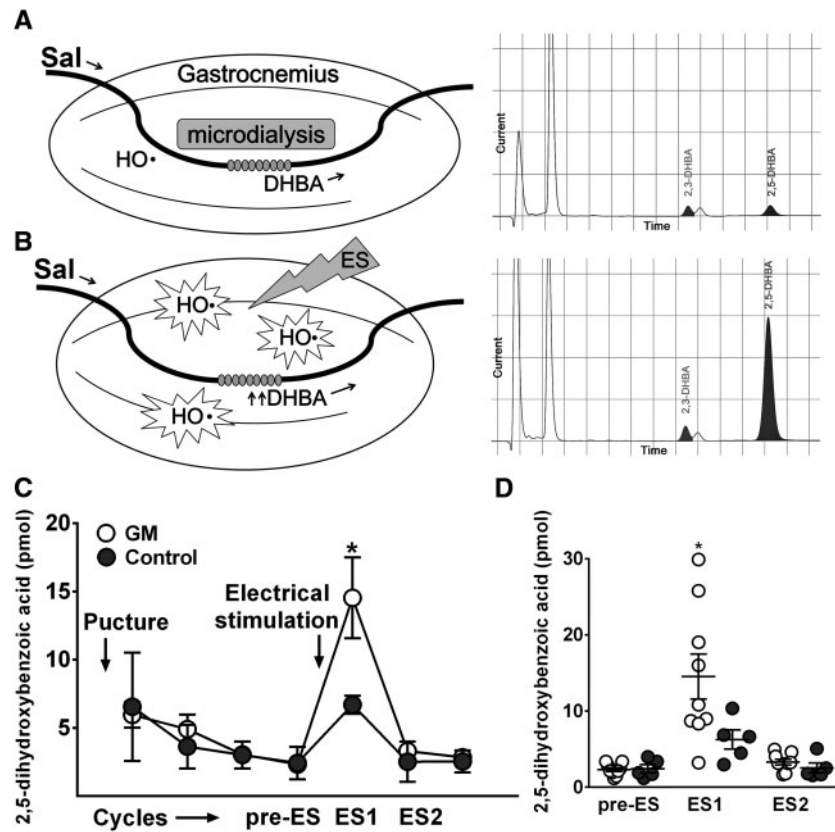 A
Sal →
Gastrocnemius
microdialysis
HO•
DHBA →
Current
2,3-DHBA
2,5-DHBA
Time
B
Sal →
ES
HO•
HO•
HO•
↑↑DHBA →
Current
2,3-DHBA
2,5-DHBA
Time
C
2,5-dihydroxybenzoic acid (pmol)
20
15
10
5
GM
Control
*
Pucture
Electrical
stimulation
Cycles → pre-ES ES1 ES2
D
2,5-dihydroxybenzoic acid (pmol)
30
20
10
0
*
pre-ES ES1 ES2